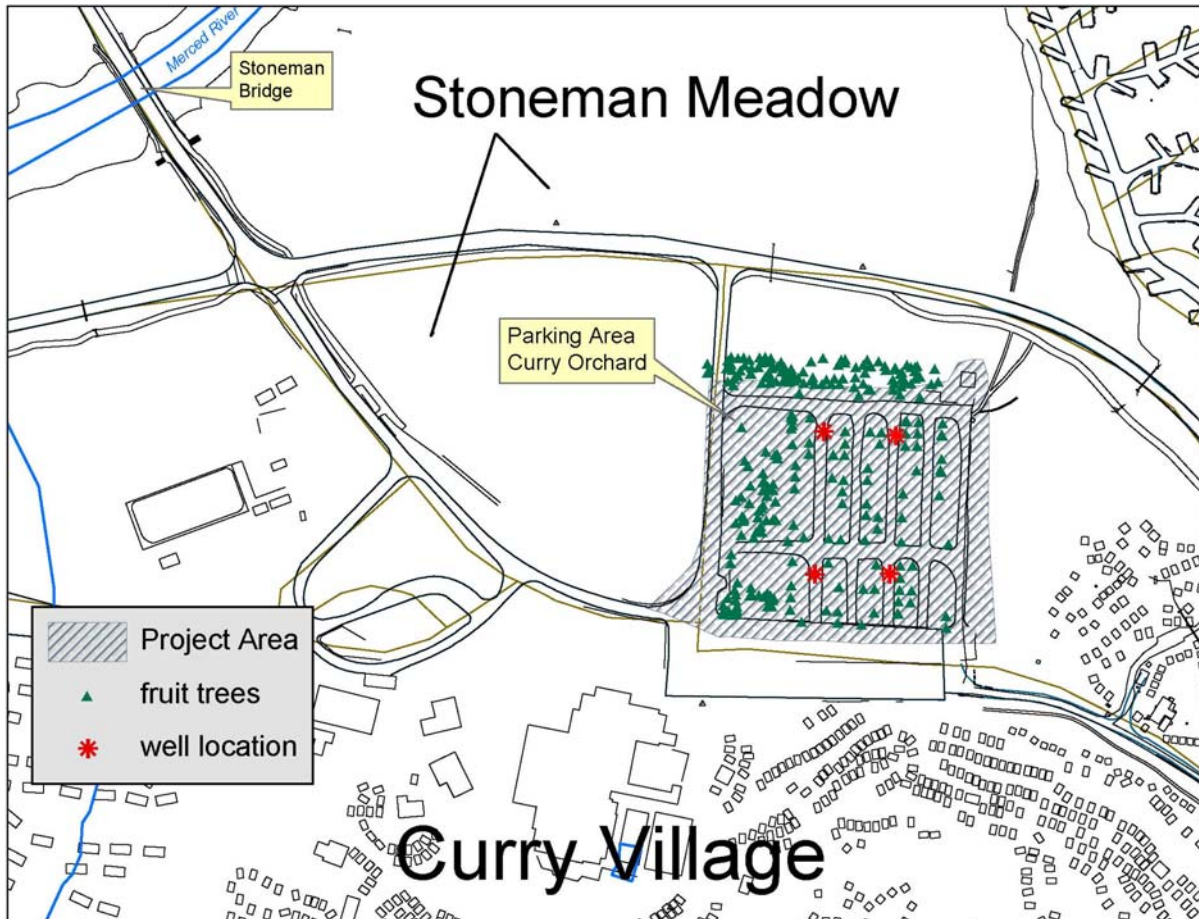 Merced River
Stoneman
Bridge
Stoneman Meadow
Parking Area
Curry Orchard
Project Area
fruit trees
well location
Curry Village